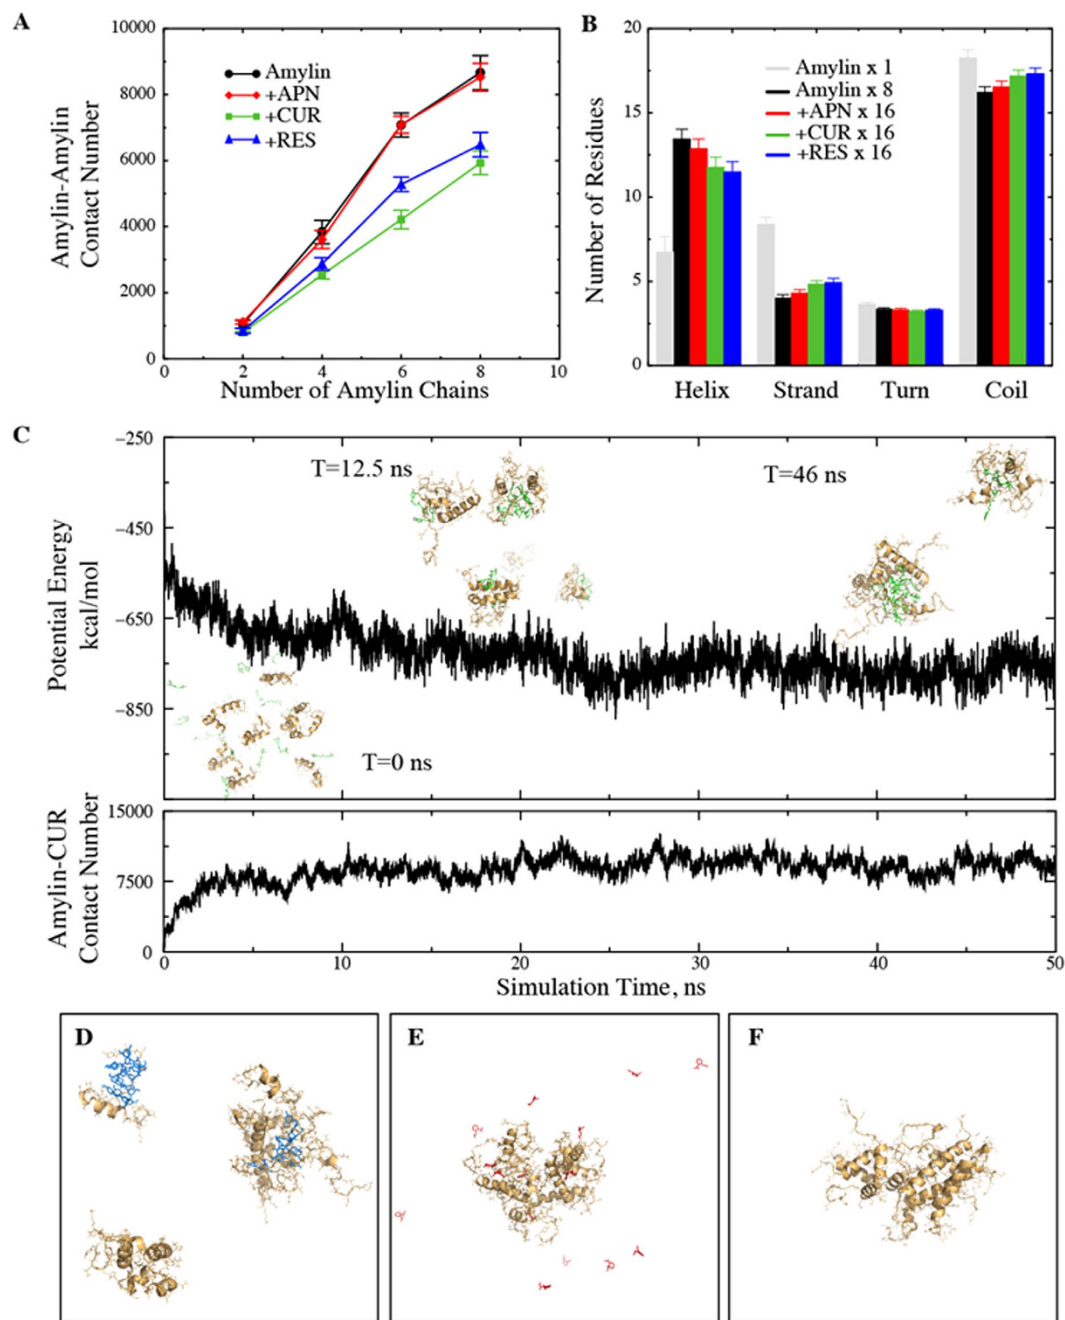 A
Amylin-Amylin
Contact Number
10000
8000
6000
4000
2000
0
Amylin
+APN
+CUR
+RES
0 2 4 6 8 10
Number of Amylin Chains
B
Number of Residues
20
15
10
5
0
Amylin x 1
Amylin x 8
+APN x 16
+CUR x 16
+RES x 16
Helix Strand Turn Coil
C
Potential Energy
kcal/mol
−250
−450
−650
−850
T=12.5 ns
T=46 ns
T=0 ns
Amylin-CUR
Contact Number
15000
7500
0
0 10 20 30 40 50
Simulation Time, ns
D
E
F